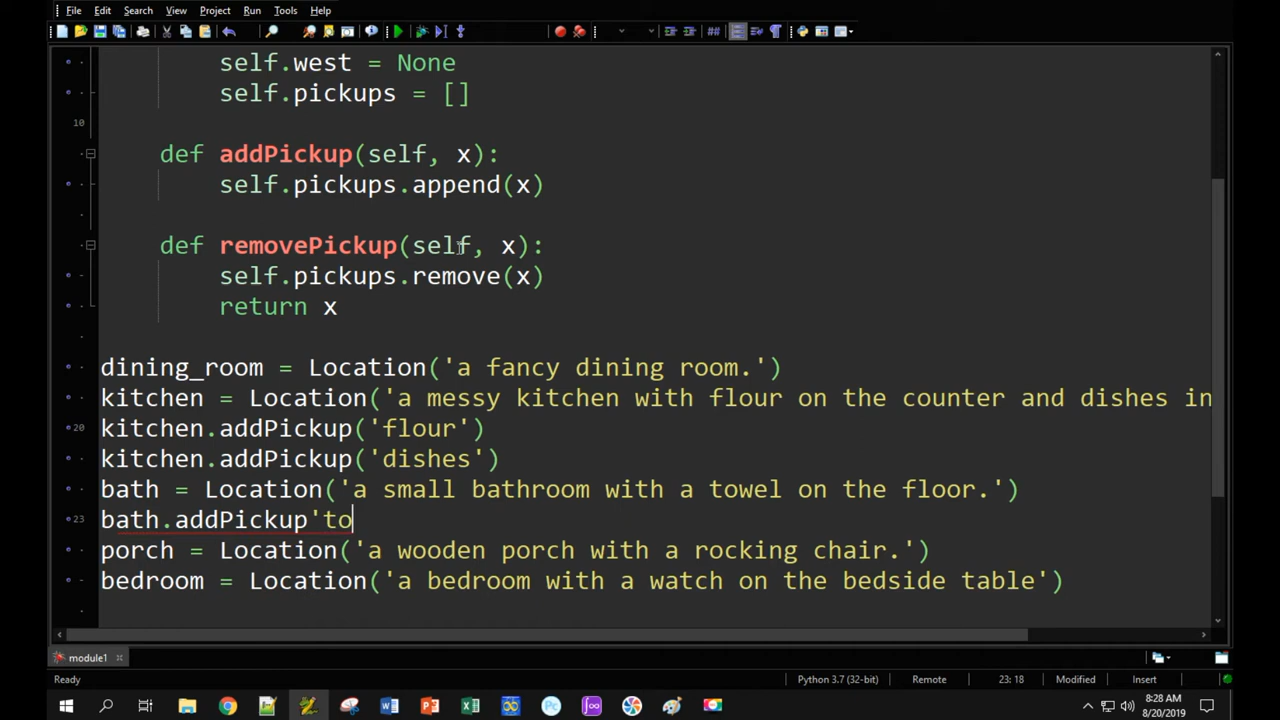 File Edit Search View Project Run Tools Help
self.west = None
self.pickups = []
10
def addPickup(self, x):
self.pickups.append(x)
def removePickup(self, x):
self.pickups.remove(x)
return x
dining_room = Location('a fancy dining room.')
kitchen = Location('a messy kitchen with flour on the counter and dishes in
20 kitchen.addPickup('flour')
kitchen.addPickup('dishes')
bath = Location('a small bathroom with a towel on the floor.')
23 bath.addPickup'to
porch = Location('a wooden porch with a rocking chair.')
bedroom = Location('a bedroom with a watch on the bedside table')
module1
Ready Python 3.7 (32-bit) Remote 23: 18 Modified Insert
8:28 AM
8/20/2019